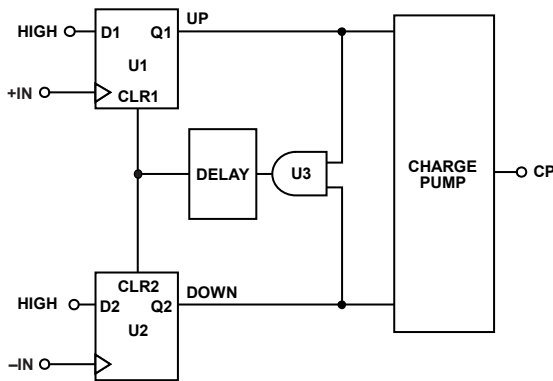 UP
HIGH
D1
Q1
U1
+IN
CLR1
DELAY
U3
CHARGE
PUMP
CP
CLR2
DOWN
HIGH
D2
Q2
U2
–IN